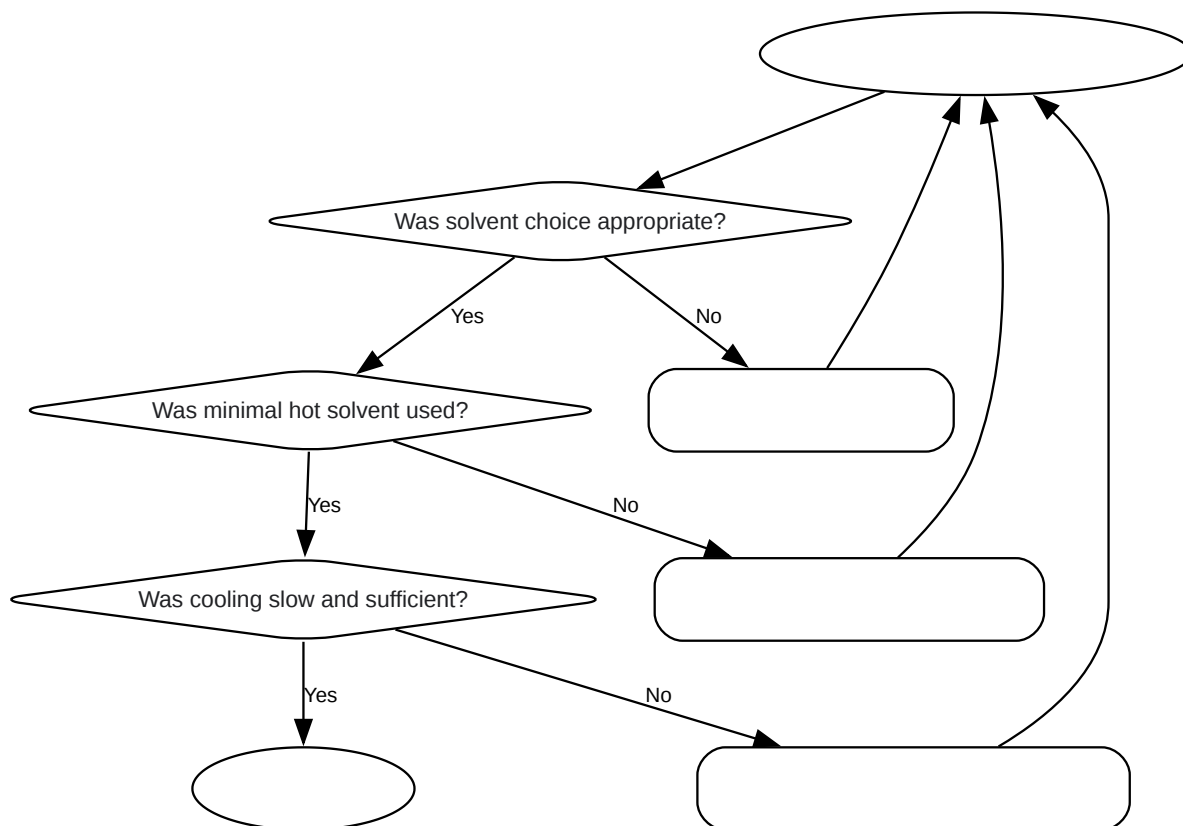 Was solvent choice appropriate?
Yes
No
Was minimal hot solvent used?
Yes
No
Was cooling slow and sufficient?
Yes
No